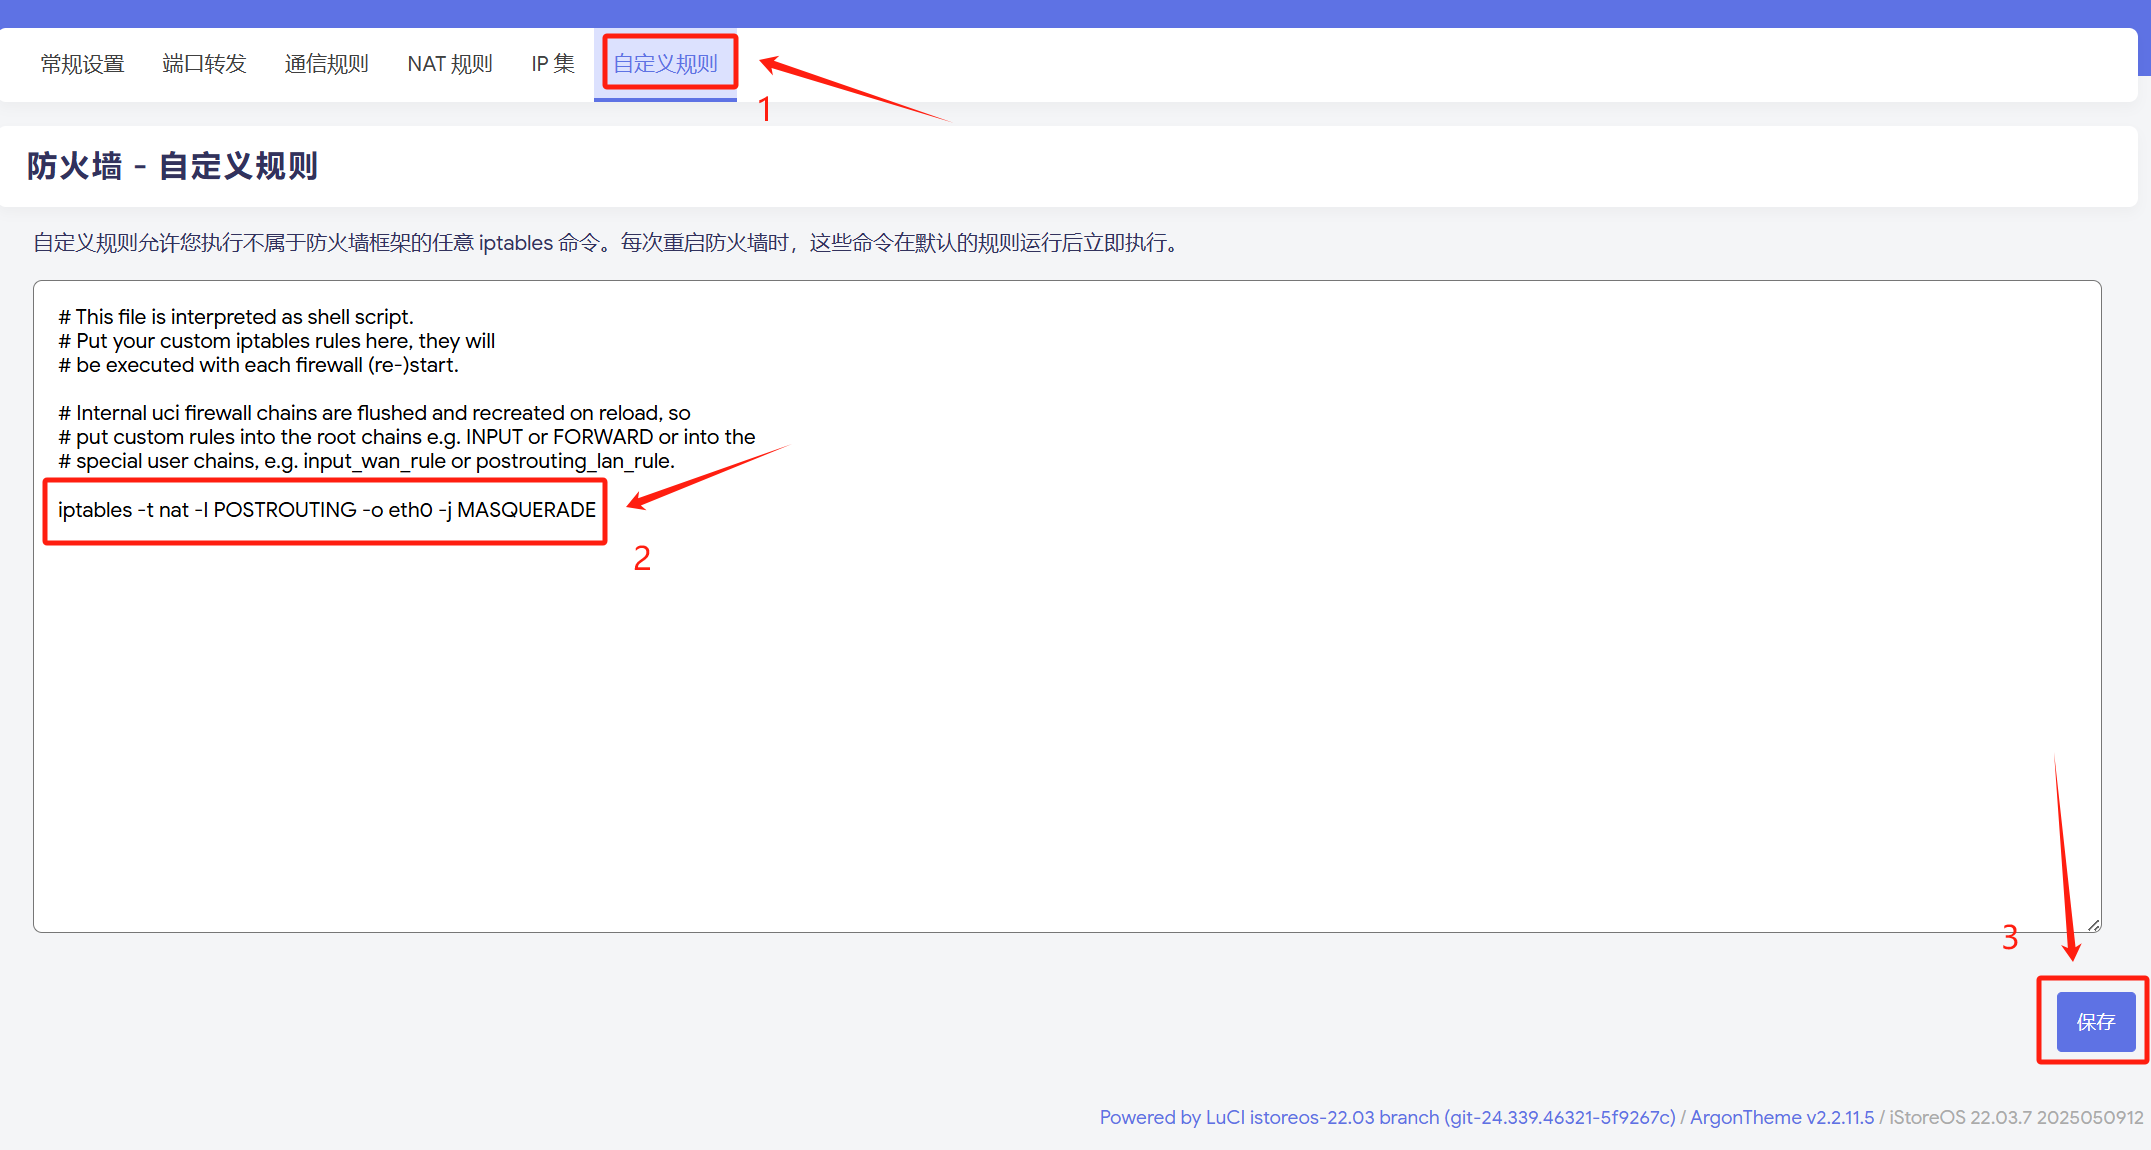 常规设置 端口转发 通信规则 NAT 规则 IP 集 自定义规则
1
防火墙 - 自定义规则
自定义规则允许您执行不属于防火墙框架的任意 iptables 命令。每次重启防火墙时，这些命令在默认的规则运行后立即执行。
# This file is interpreted as shell script.
# Put your custom iptables rules here, they will
# be executed with each firewall (re-)start.
# Internal uci firewall chains are flushed and recreated on reload, so
# put custom rules into the root chains e.g. INPUT or FORWARD or into the
# special user chains, e.g. input_wan_rule or postrouting_lan_rule.
iptables -t nat -I POSTROUTING -o eth0 -j MASQUERADE
2
3
保存
Powered by LuCI istoreos-22.03 branch (git-24.339.46321-5f9267c) / ArgonTheme v2.2.11.5 / iStoreOS 22.03.7 2025050912